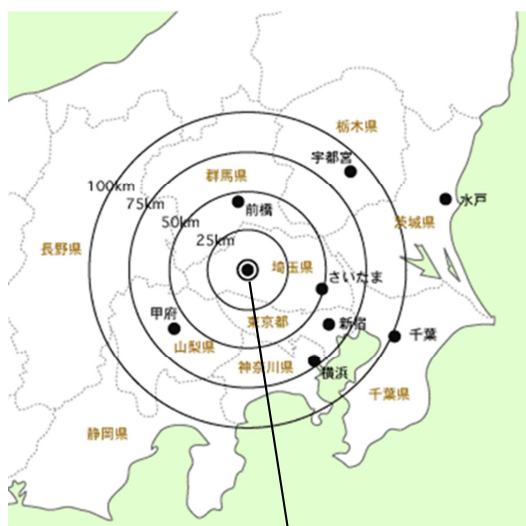 栃木県
宇都宮
群馬県
100km
75km
前橋
水戸
50km
茨城県
25km
長野県
埼玉県
さいたま
甲府
東京都
新宿
千葉
山梨県
神奈川県
横浜
千葉県
静岡県